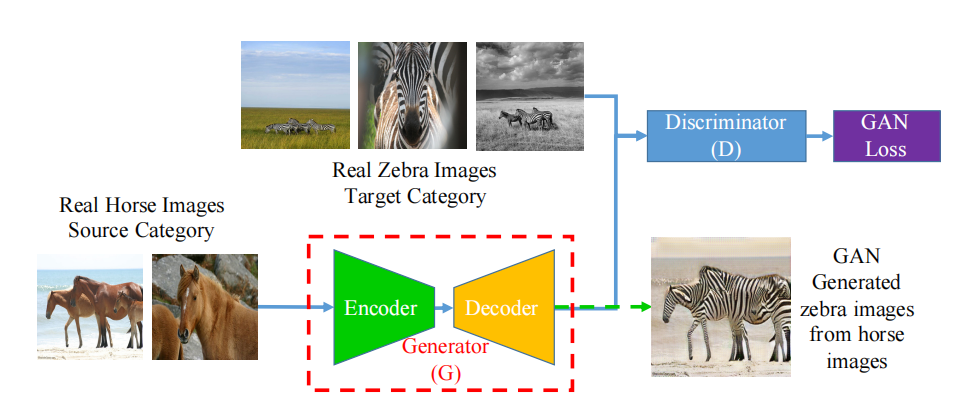 Real Zebra Images
Target Category
Discriminator
(D)
GAN
Loss
Real Horse Images
Source Category
Encoder
Decoder
Generator
(G)
GAN
Generated
zebra images
from horse
images